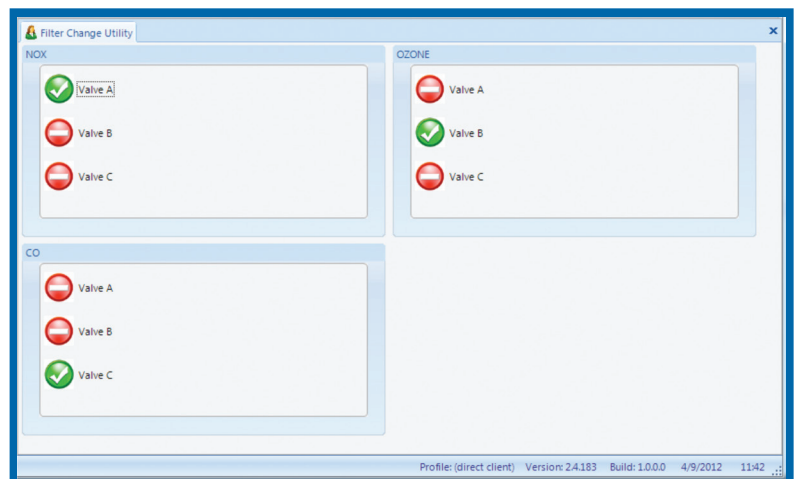 Filter Change Utility
NOX
Valve A
Valve B
Valve C
OZONE
Valve A
Valve B
Valve C
CO
Valve A
Valve B
Valve C
Profile: (direct client) Version: 2.4.183 Build: 1.0.0.0 4/9/2012 11:42